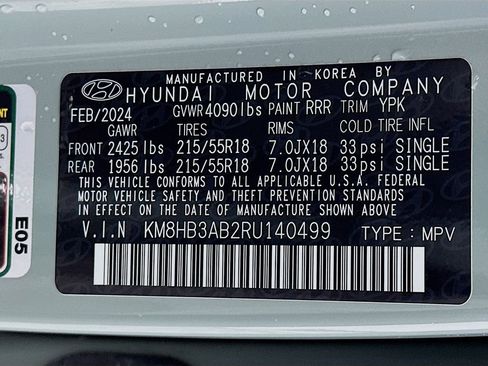 MANUFACTURED IN KOREA BY
HYUNDAI MOTOR COMPANY
FEB/2024 GVWR 4090lbs PAINT RRR TRIM YPK
GAWR TIRES RIMS COLD TIRE INFL
FRONT 2425 lbs 215/55R18 7.0JX18 33psi SINGLE
REAR 1956 lbs 215/55R18 7.0JX18 33psi SINGLE
THIS VEHICLE CONFORMS TO ALL APPLICABLE U.S.A. FEDERAL
MOTOR VEHICLE SAFETY AND THEFT PREVENTION STANDARDS
IN EFFECT ON THE DATE OF MANUFACTURE SHOWN ABOVE.
V.I.N KM8HB3AB2RU140499 TYPE : MPV
E05